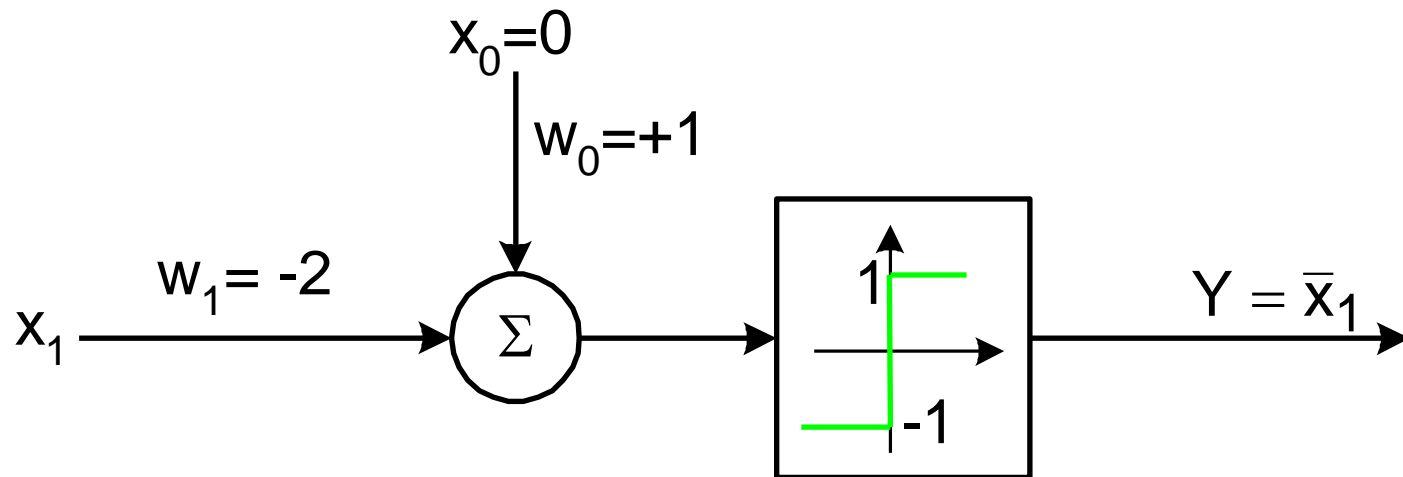 x₀=0
w₀=+1
w₁= -2
x₁
Σ
1
-1
Y = x̄₁